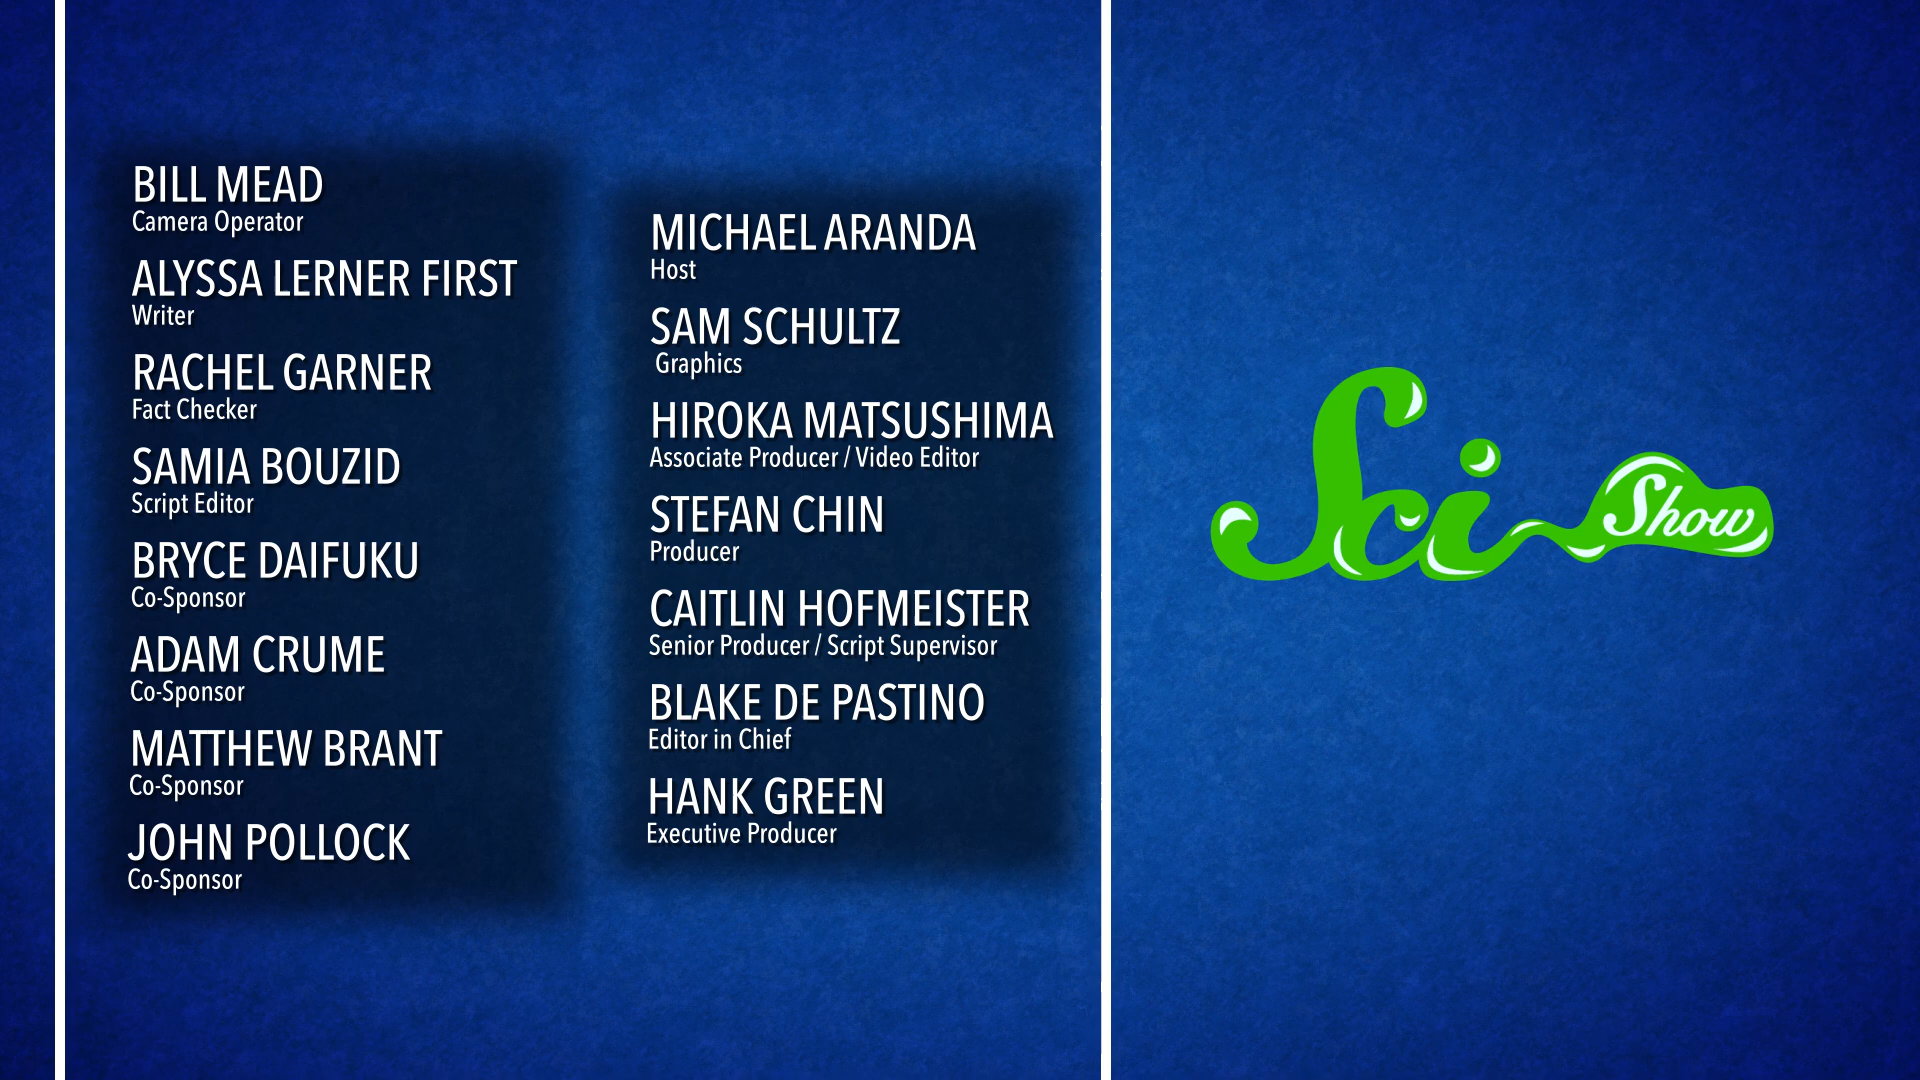 BILL MEAD
Camera Operator
ALYSSA LERNER FIRST
Writer
RACHEL GARNER
Fact Checker
SAMIA BOUZID
Script Editor
BRYCE DAIFUKU
Co-Sponsor
ADAM CRUME
Co-Sponsor
MATTHEW BRANT
Co-Sponsor
JOHN POLLOCK
Co-Sponsor
MICHAEL ARANDA
Host
SAM SCHULTZ
Graphics
HIROKA MATSUSHIMA
Associate Producer / Video Editor
STEFAN CHIN
Producer
CAITLIN HOFMEISTER
Senior Producer / Script Supervisor
BLAKE DE PASTINO
Editor in Chief
HANK GREEN
Executive Producer
Sci Show